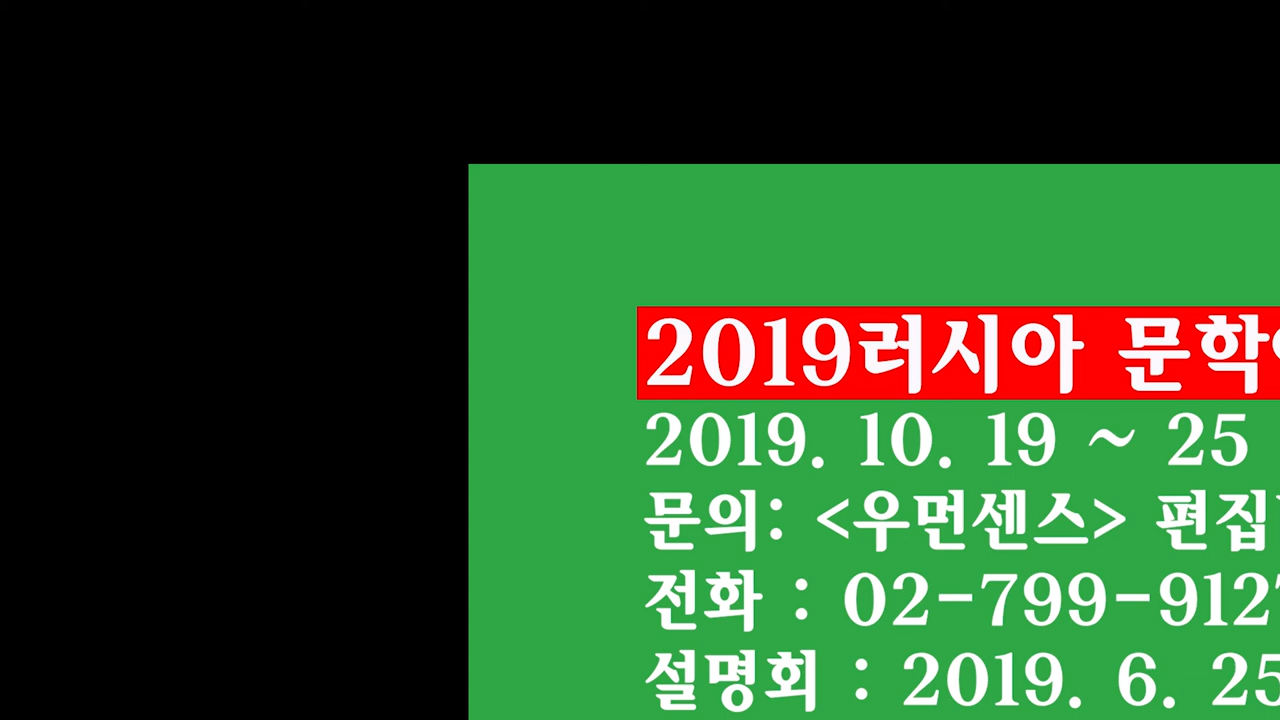 2019러시아 문학
2019. 10. 19 ~ 25
문의: <우먼센스> 편집
전화 : 02-799-912
설명회 : 2019. 6. 25